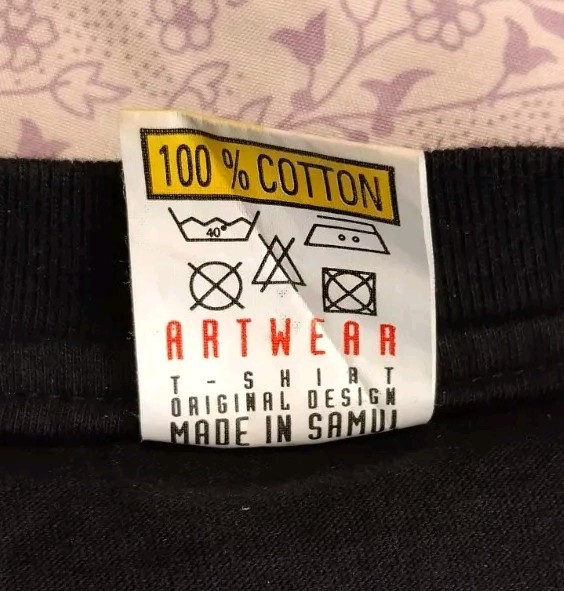 100 % COTTON
40°
ARTWEAR
T-SHIRT
ORIGINAL DESIGN
MADE IN SAMUI